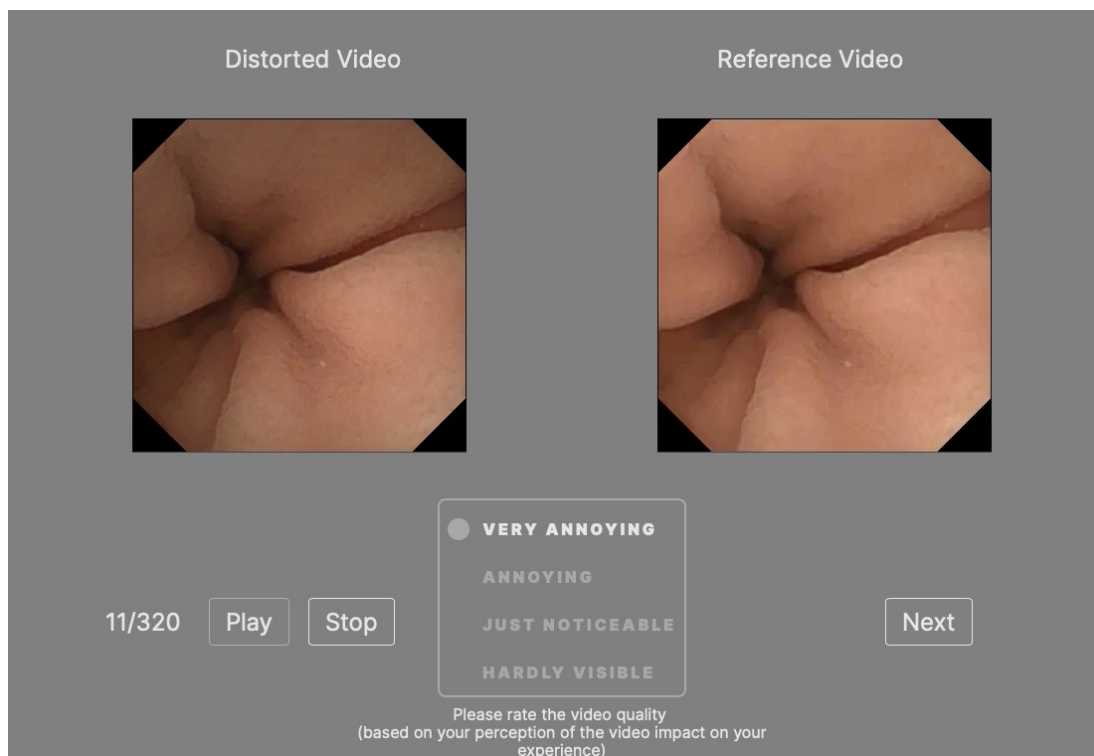 Distorted Video
Reference Video
VERY ANNOYING
ANNOYING
JUST NOTICEABLE
HARDLY VISIBLE
11/320
Play
Stop
Next
Please rate the video quality
(based on your perception of the video impact on your
experience)